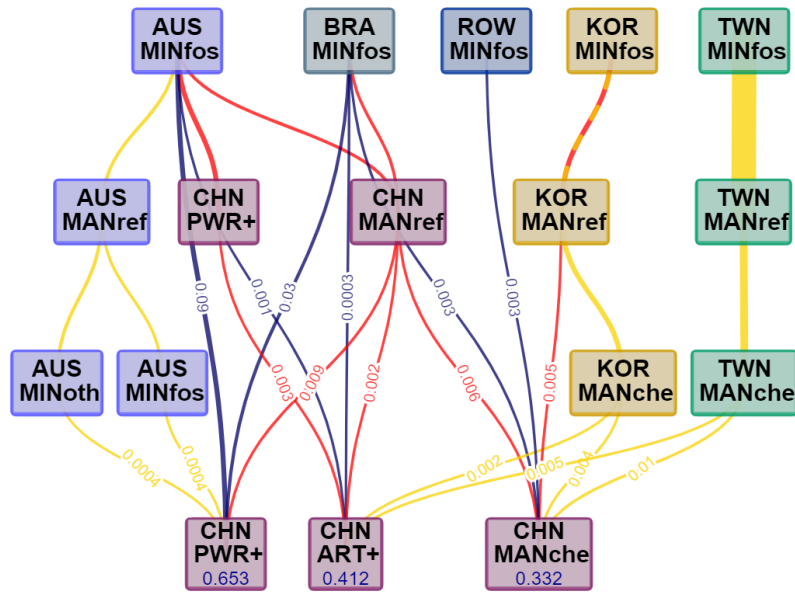 AUS
MINfos
BRA
MINfos
ROW
MINfos
KOR
MINfos
TWN
MINfos
AUS
MANref
CHN
PWR+
CHN
MANref
KOR
MANref
TWN
MANref
0.609
0.001
0.03
0.0003
0.003
0.003
AUS
MINoth
AUS
MINfos
KOR
MANche
TWN
MANche
0.003
0.009
0.002
0.006
0.005
0.0004
0.0004
0.002
0.005
0.004
0.01
CHN
PWR+
0.653
CHN
ART+
0.412
CHN
MANche
0.332